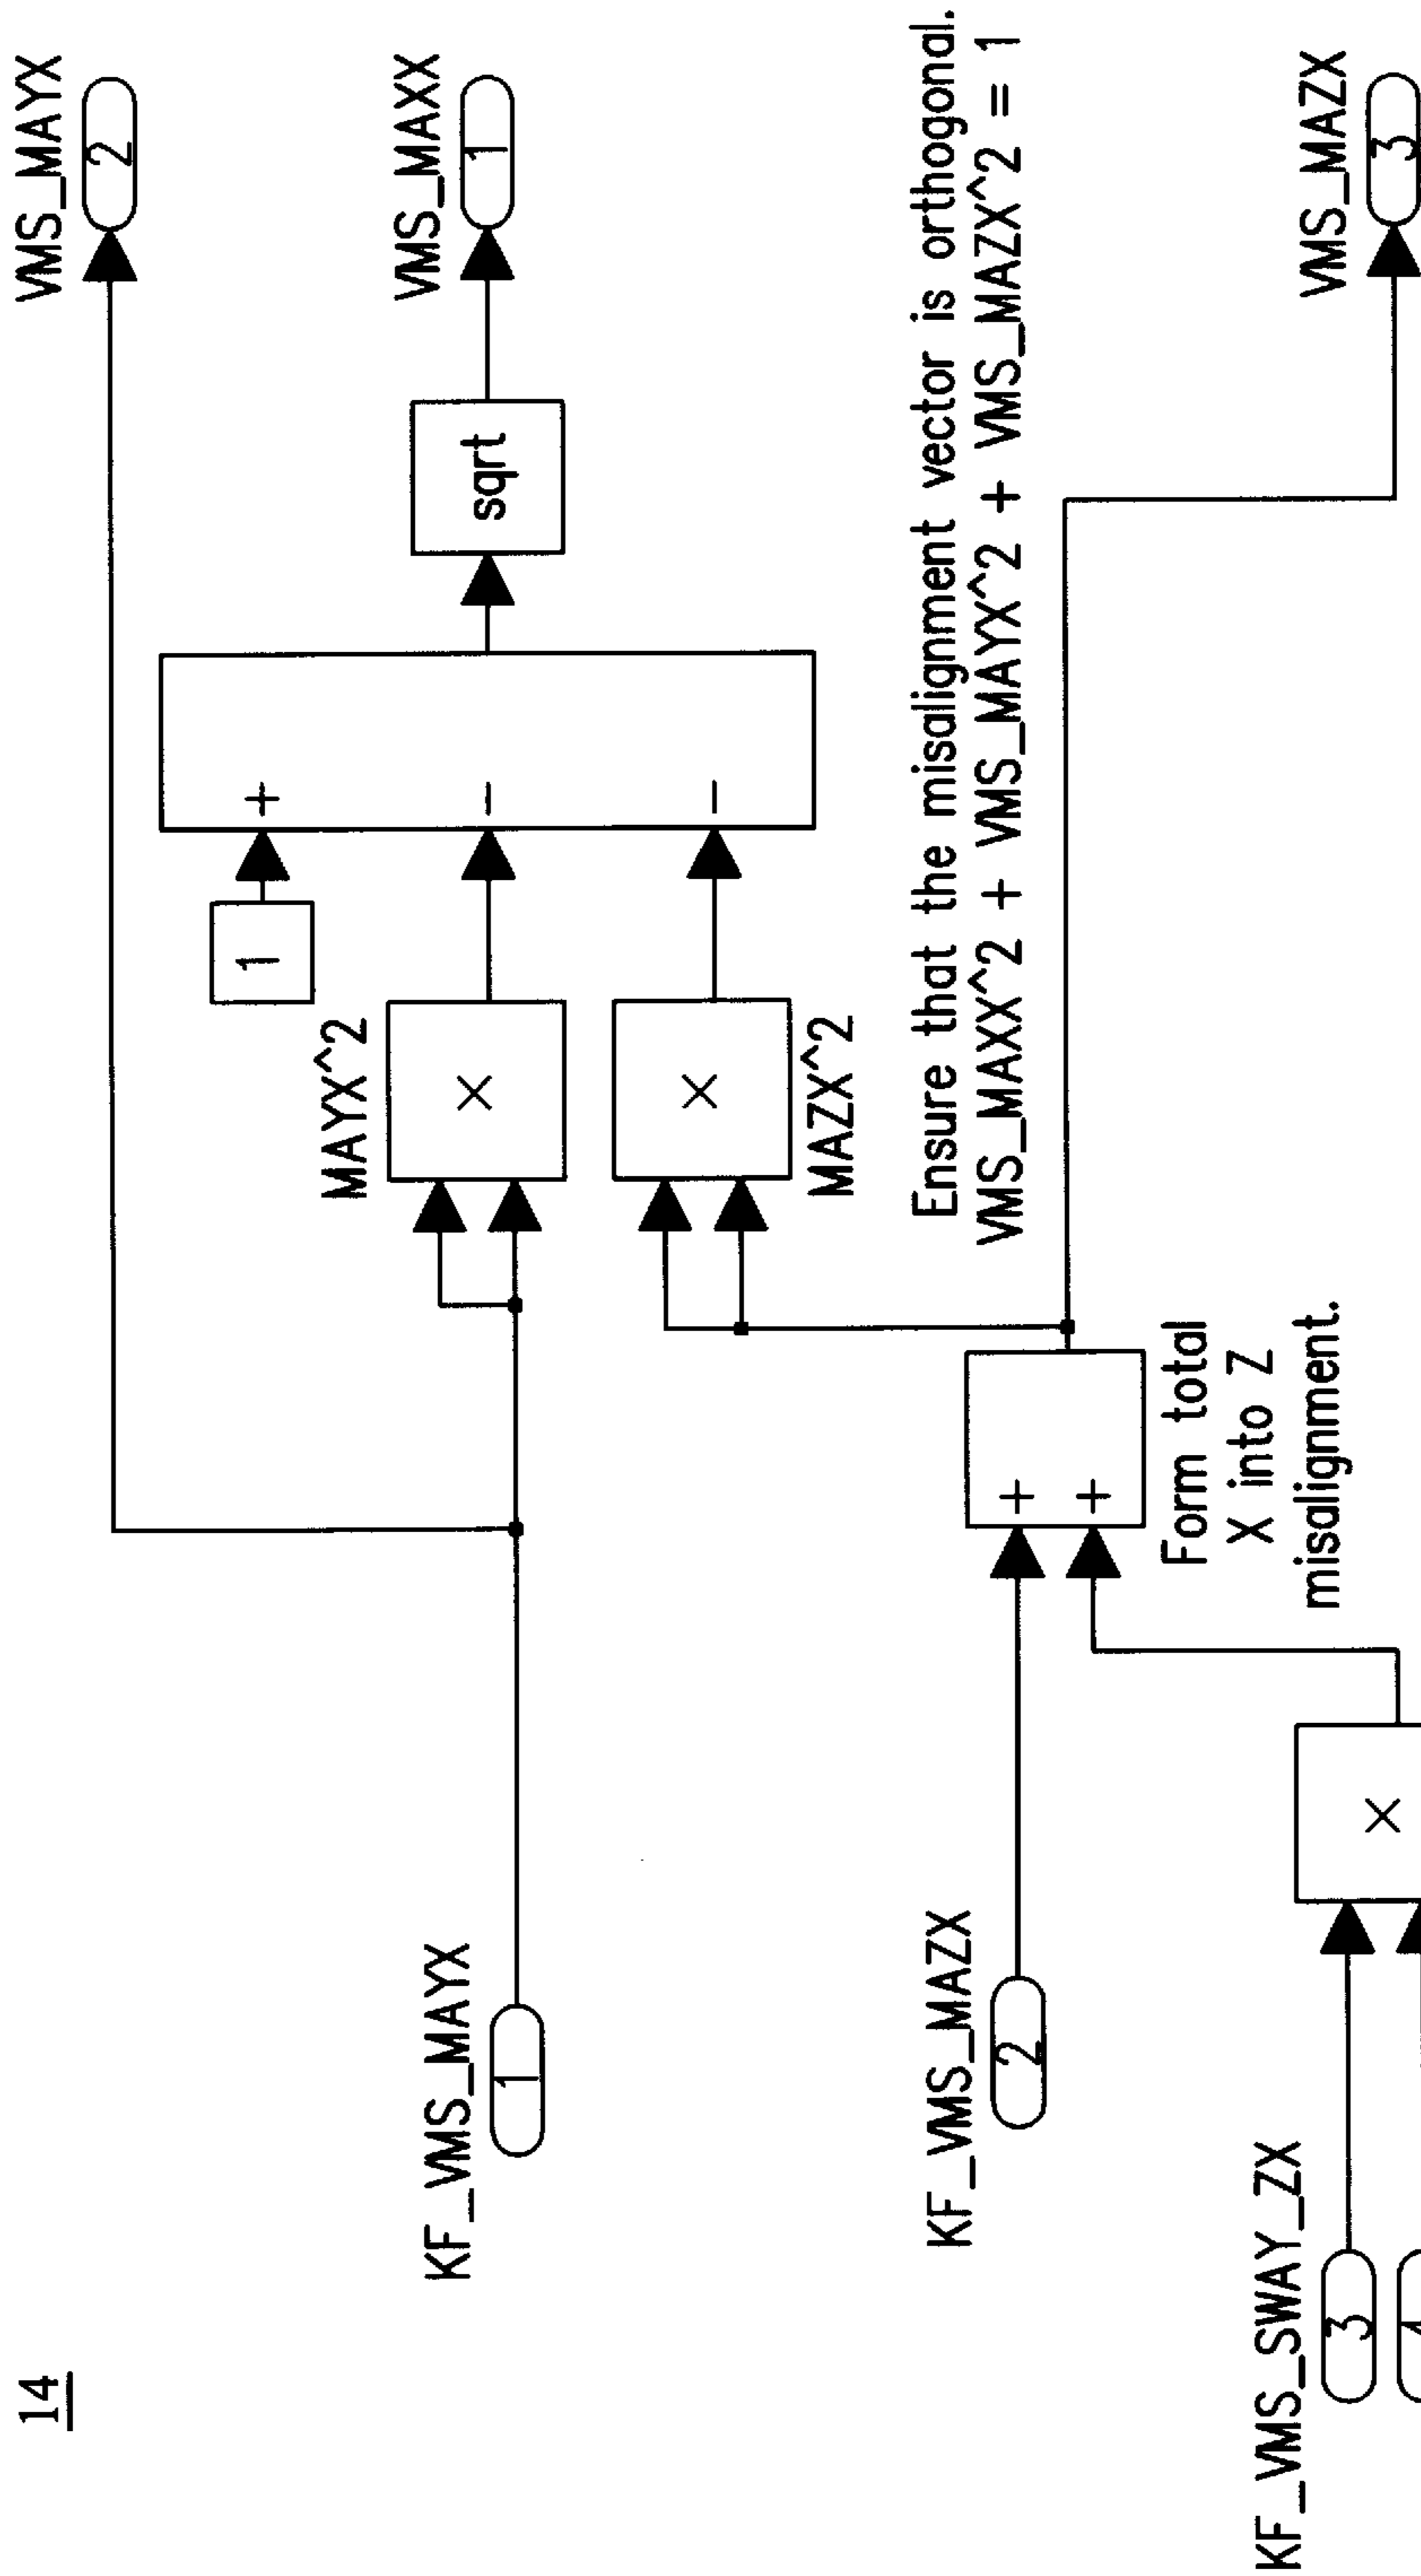 14
VMS_MAYX
2
VMS_MAXX
1
sqrt
+
-
-
1
MAYX^2
×
×
MAZX^2
KF_VMS_MAYX
1
Ensure that the misalignment vector is orthogonal.
VMS_MAXX^2 + VMS_MAYX^2 + VMS_MAZX^2 = 1
KF_VMS_MAZX
2
+
+
Form total
X into Z
misalignment.
VMS_MAZX
3
KF_VMS_SWAY_ZX
3
×